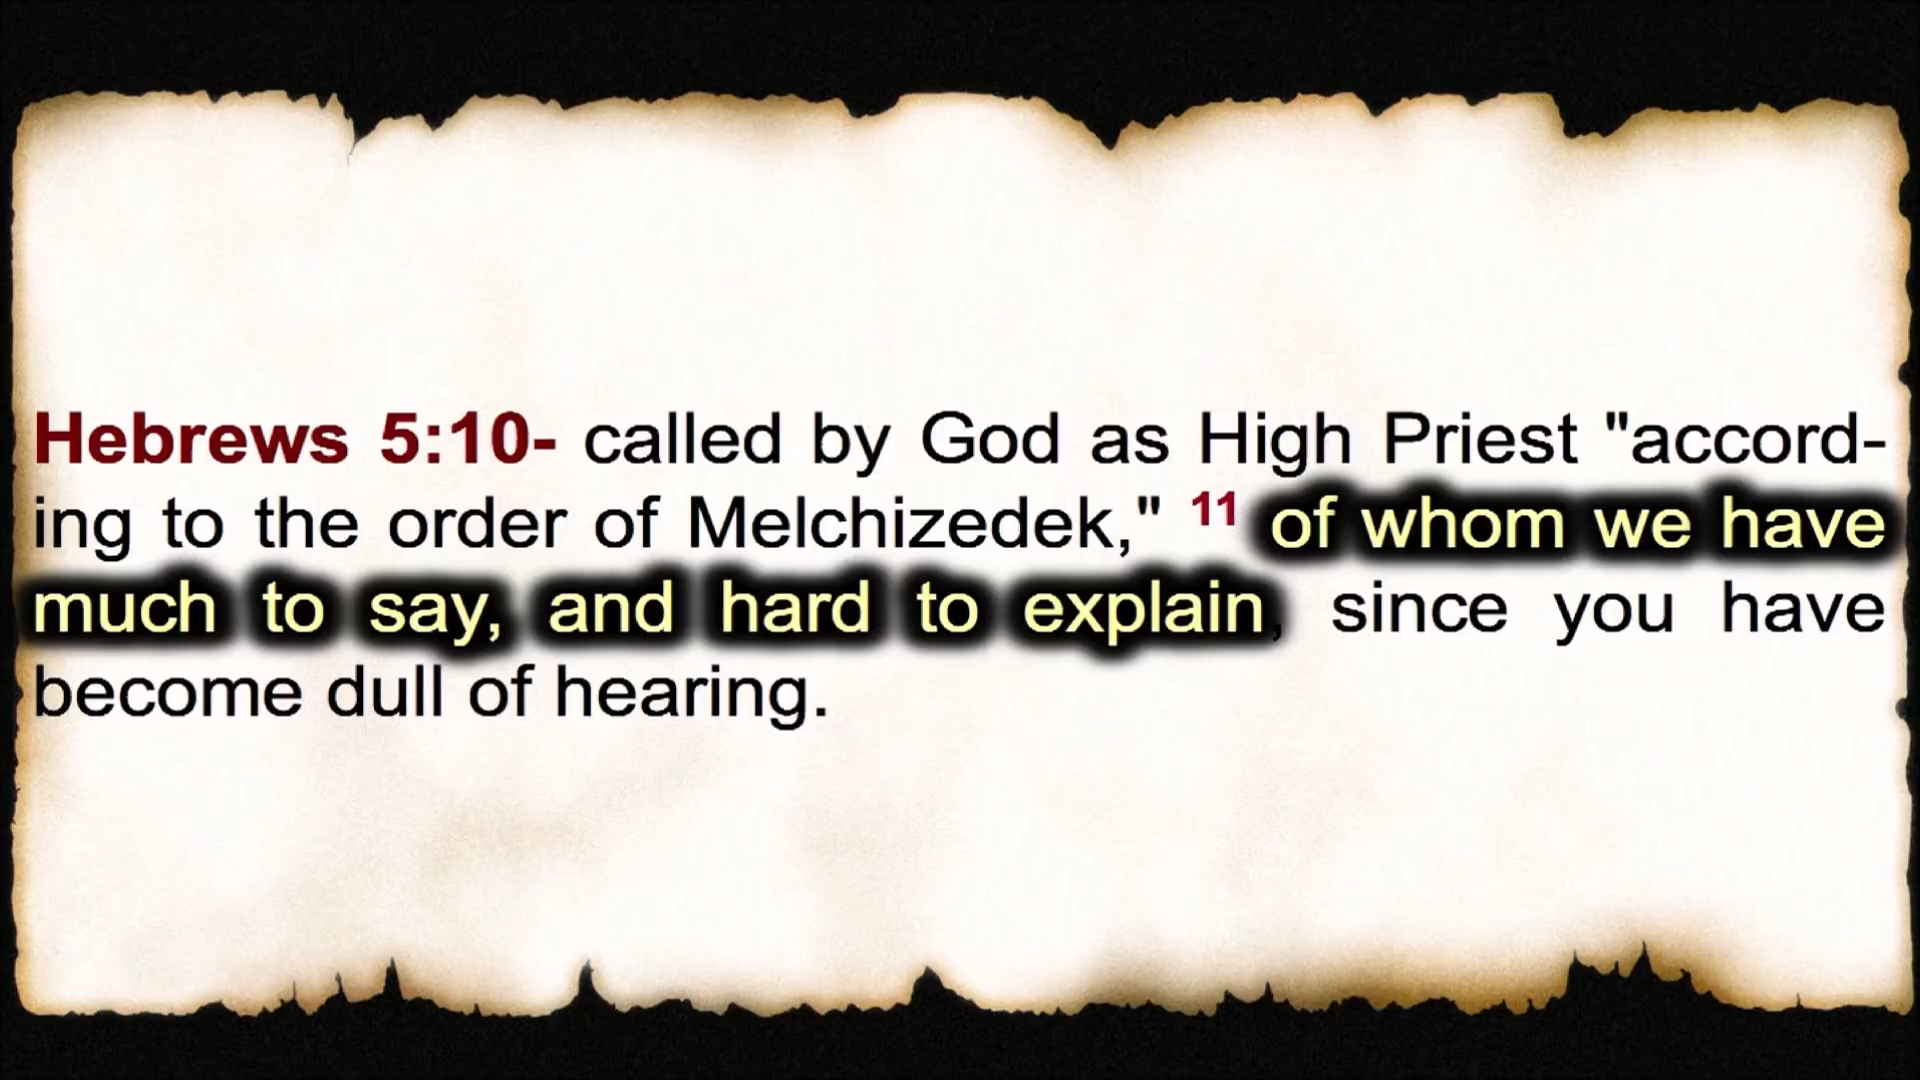 Hebrews 5:10- called by God as High Priest "accord-
ing to the order of Melchizedek," 11 of whom we have
much to say, and hard to explain, since you have
become dull of hearing.